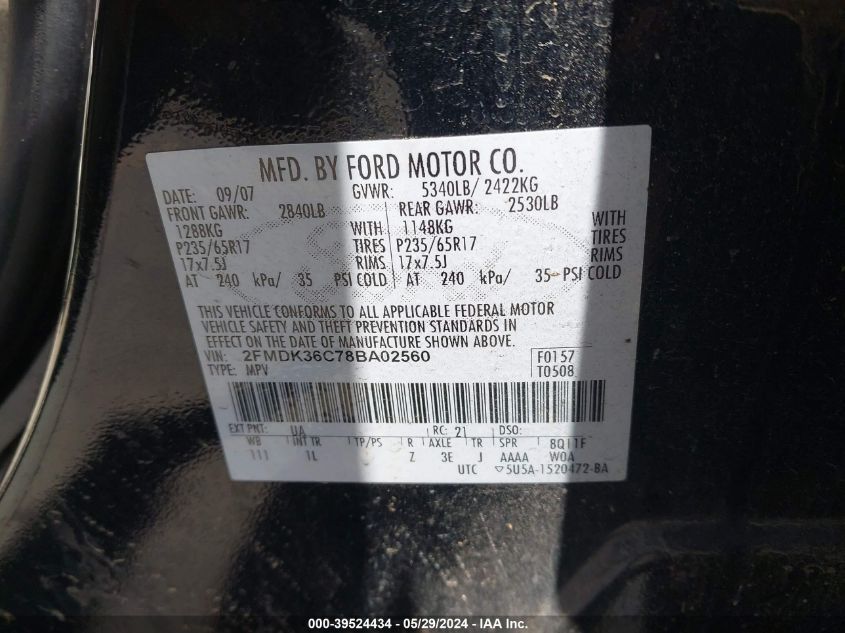 MFD. BY FORD MOTOR CO.
DATE: 09/07 GVWR: 5340LB/ 2422KG
FRONT GAWR: 2840LB REAR GAWR: 2530LB
1288KG WITH 1148KG WITH
P235/65R17 TIRES P235/65R17 TIRES
17x7.5J RIMS 17x7.5J RIMS
AT 240 kPa/ 35 PSI COLD AT 240 kPa/ 35 PSI COLD
THIS VEHICLE CONFORMS TO ALL APPLICABLE FEDERAL MOTOR
VEHICLE SAFETY AND THEFT PREVENTION STANDARDS IN
EFFECT ON THE DATE OF MANUFACTURE SHOWN ABOVE.
VIN: 2FMDK36C78BA02560 F0157
TYPE: MPV T0508
EXT PNT: UA RC: 21 DSO:
WB INT TR TP/PS R AXLE TR SPR 8Q11F
111 1L Z 3E J AAAA WOA
UTC ▽5U5A-1520472-BA
000-39524434 - 05/29/2024 - IAA Inc.